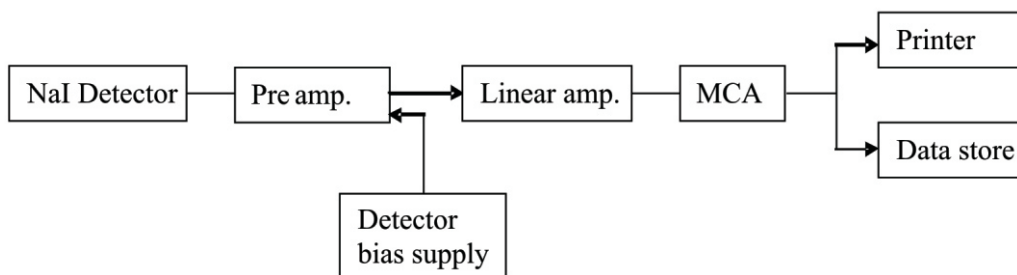 Printer
NaI Detector
Pre amp.
Linear amp.
MCA
Data store
Detector
bias supply